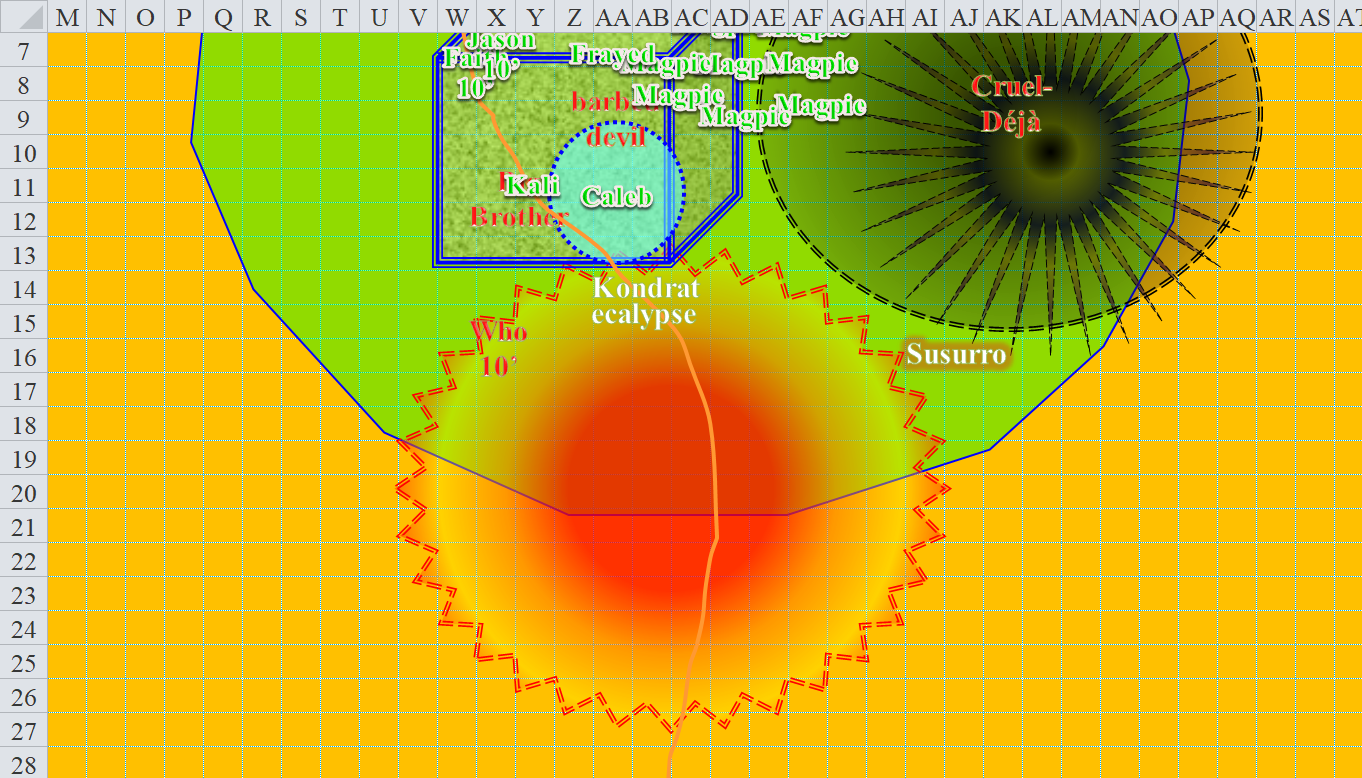 M N O P Q R S T U V W X Y Z AA AB AC AD AE AF AG AH AI AJ AK AL AM AN AO AP AQ AR AS AT
7
8
9
10
11
12
13
14
15
16
17
18
19
20
21
22
23
24
25
26
27
28
Jason
10'
10'
Frayed
Magpie
Magpie
Magpie
Magpie
Magpie
Magpie
devil
Kali
Brother
Caleb
Cruel-
Déjà
Kondrat
ecalypse
Who
10'
Susurro